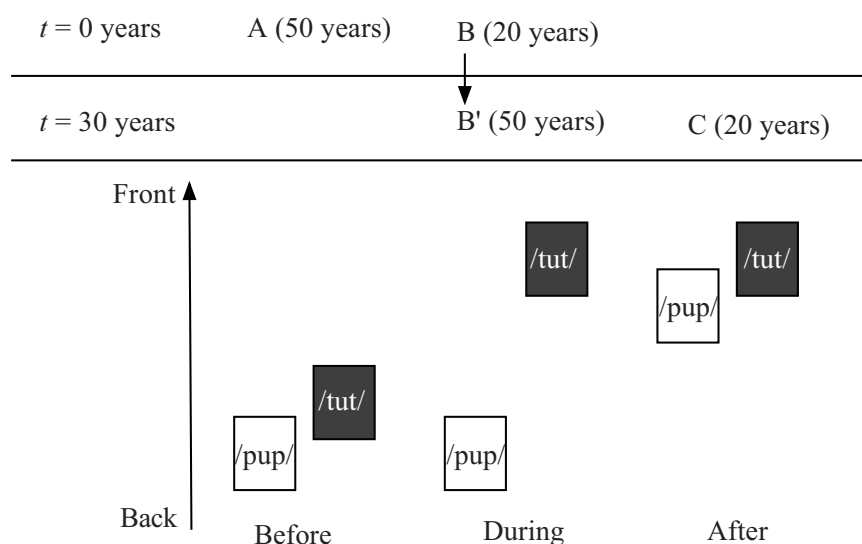 t = 0 years A (50 years) B (20 years)
t = 30 years B' (50 years) C (20 years)
Front
/tut/ /tut/
/pup/
/tut/
/pup/ /pup/
Back
Before During After